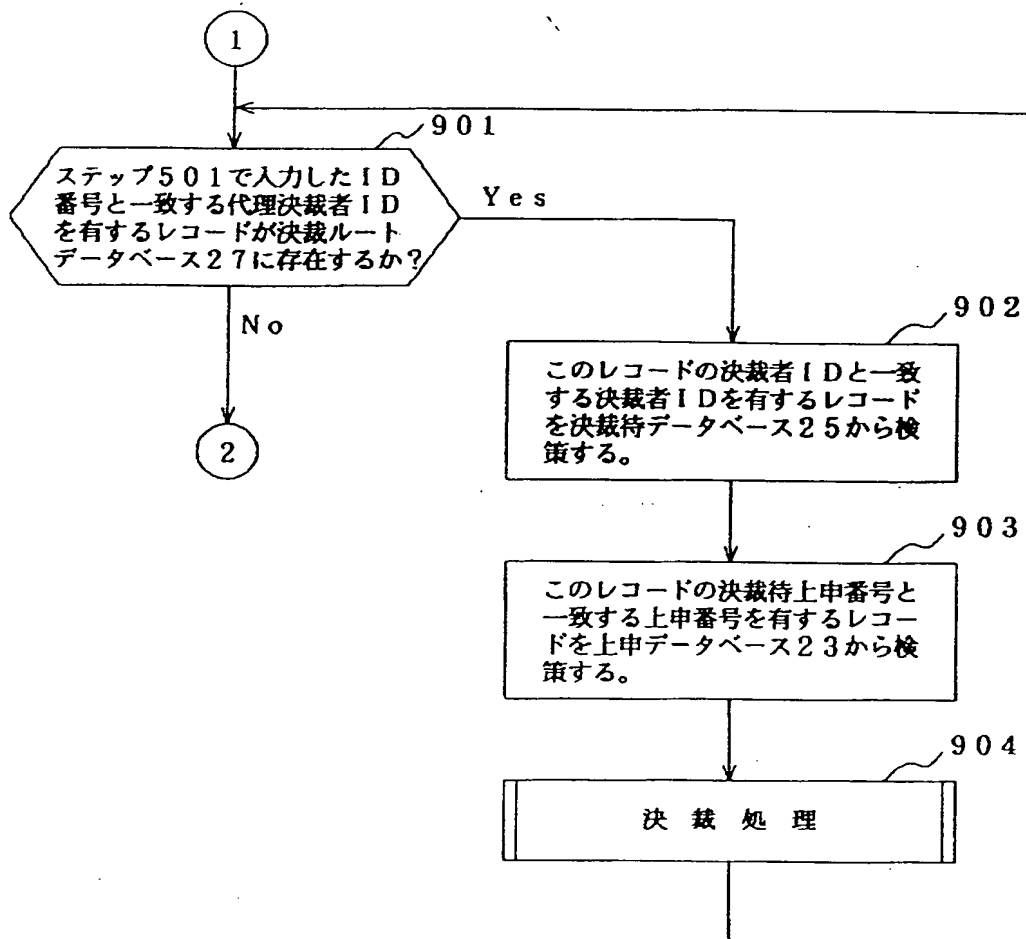 1
901
ステップ501で入力したID
番号と一致する代理決裁者ID
を有するレコードが決裁ルート
データベース27に存在するか?
Yes
No
2
902
このレコードの決裁者IDと一致
する決裁者IDを有するレコード
を決裁待データベース25から検
策する。
903
このレコードの決裁待上申番号と
一致する上申番号を有するレコー
ドを上申データベース23から検
策する。
904
決裁処理